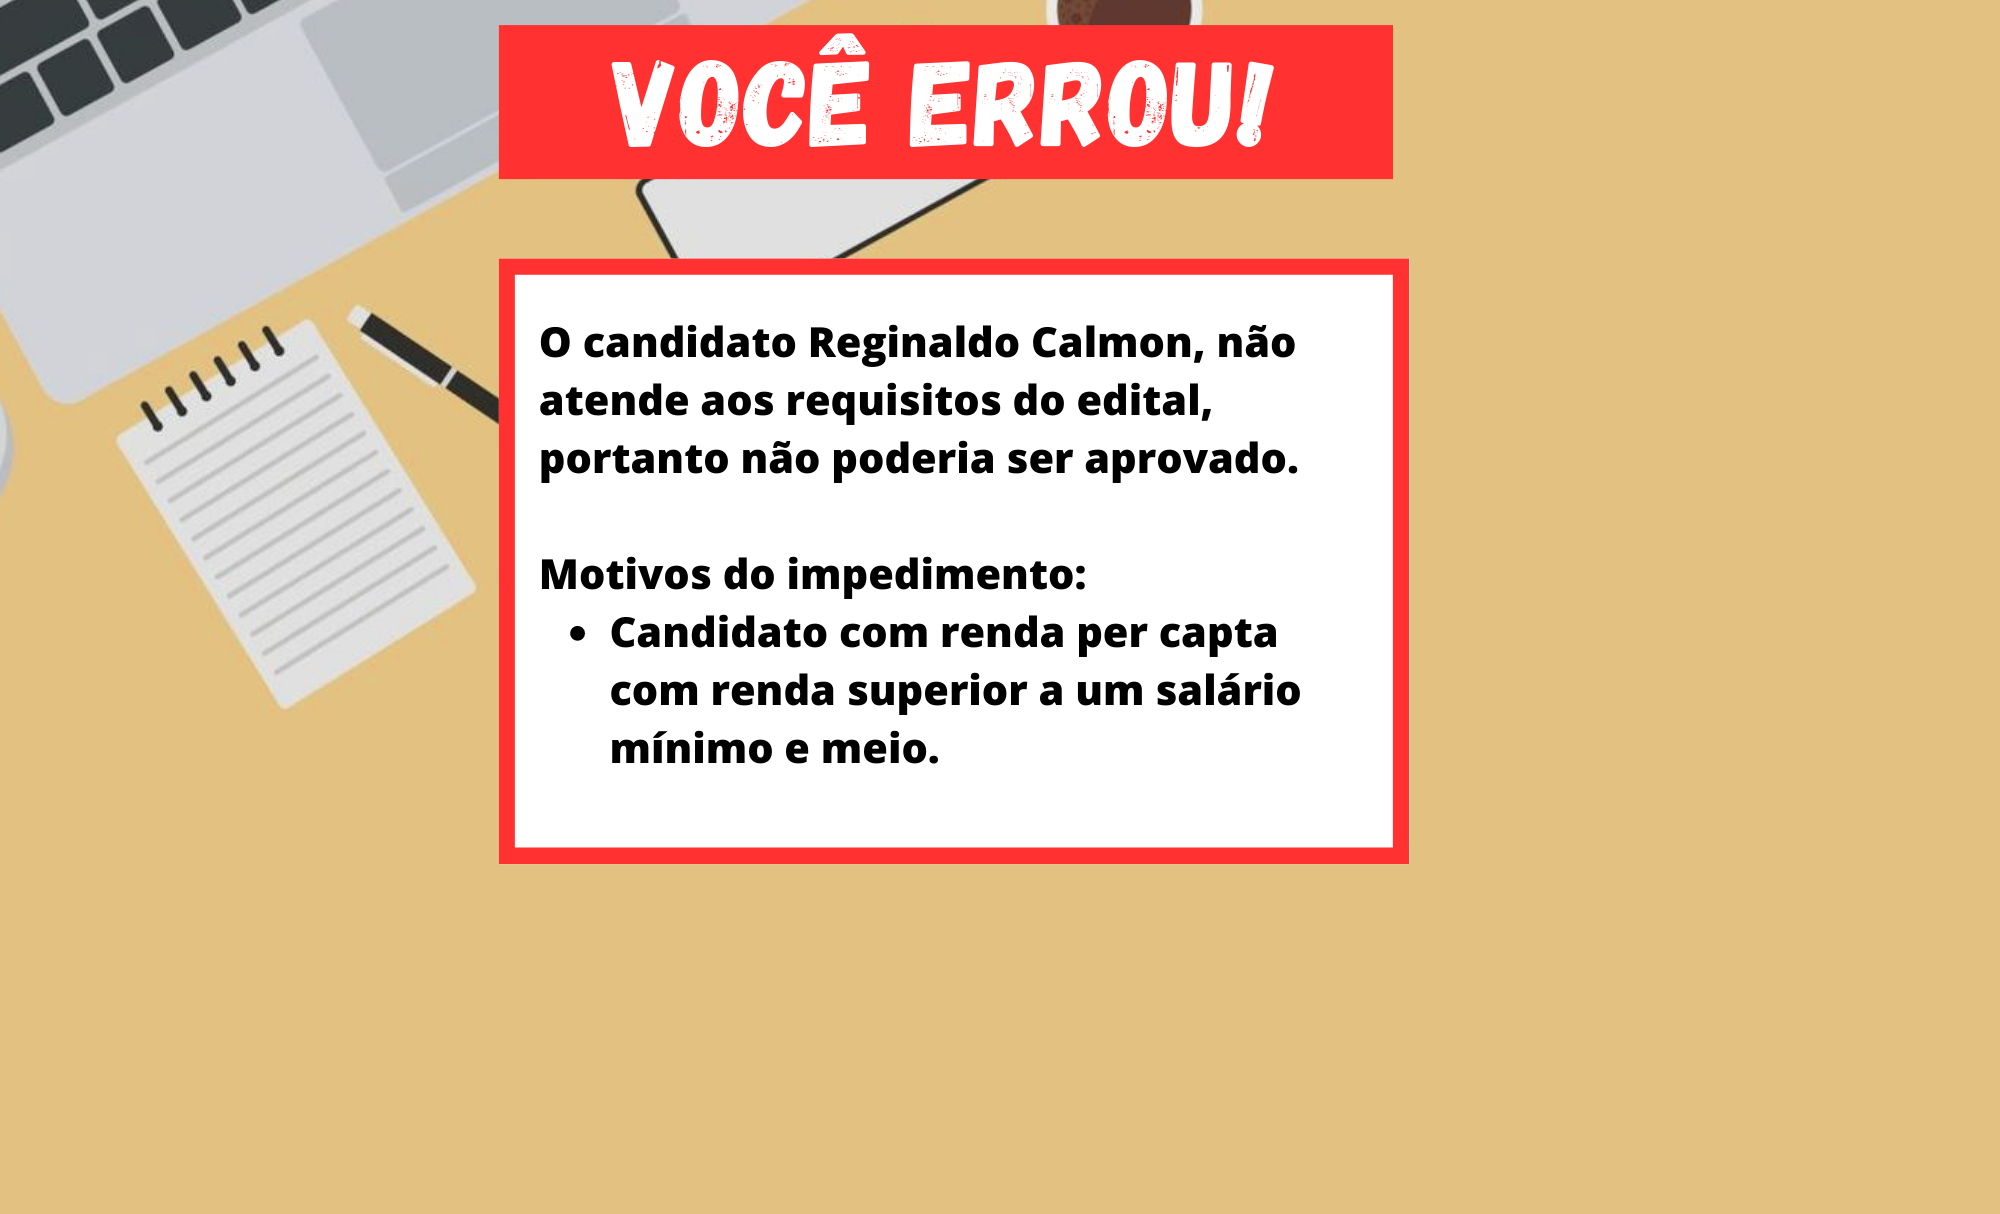 VOCÊ ERROU!
O candidato Reginaldo Calmon, não
atende aos requisitos do edital,
portanto não poderia ser aprovado.
Motivos do impedimento:
• Candidato com renda per capta
com renda superior a um salário
mínimo e meio.